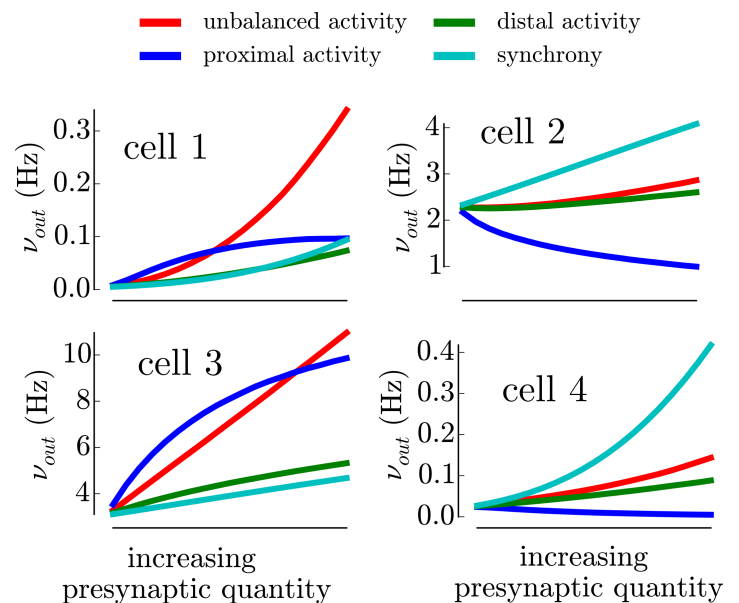 unbalanced activity
distal activity
proximal activity
synchrony
cell 1
ν_out (Hz)
0.3
0.2
0.1
0.0
cell 2
ν_out (Hz)
4
3
2
1
cell 3
ν_out (Hz)
10
8
6
4
increasing
presynaptic quantity
cell 4
ν_out (Hz)
0.4
0.3
0.2
0.1
0.0
increasing
presynaptic quantity